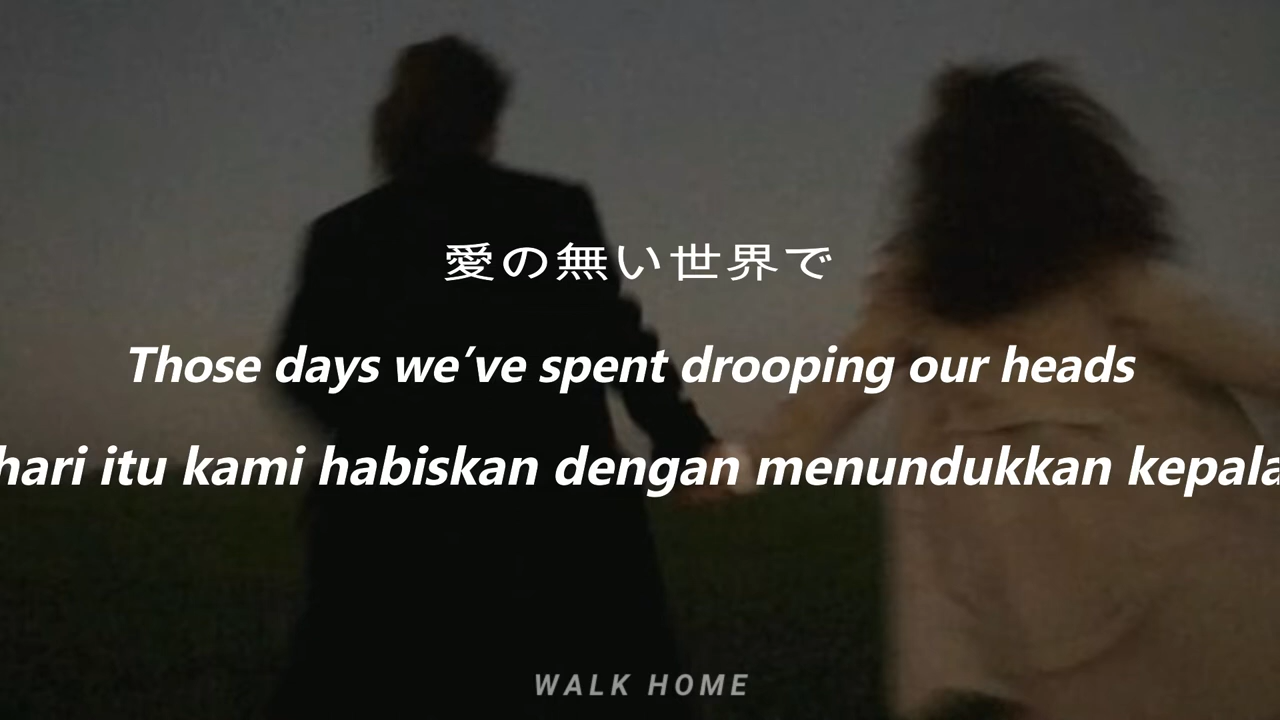 愛の無い世界で
Those days we’ve spent drooping our heads
hari itu kami habiskan dengan menundukkan kepala
WALK HOME